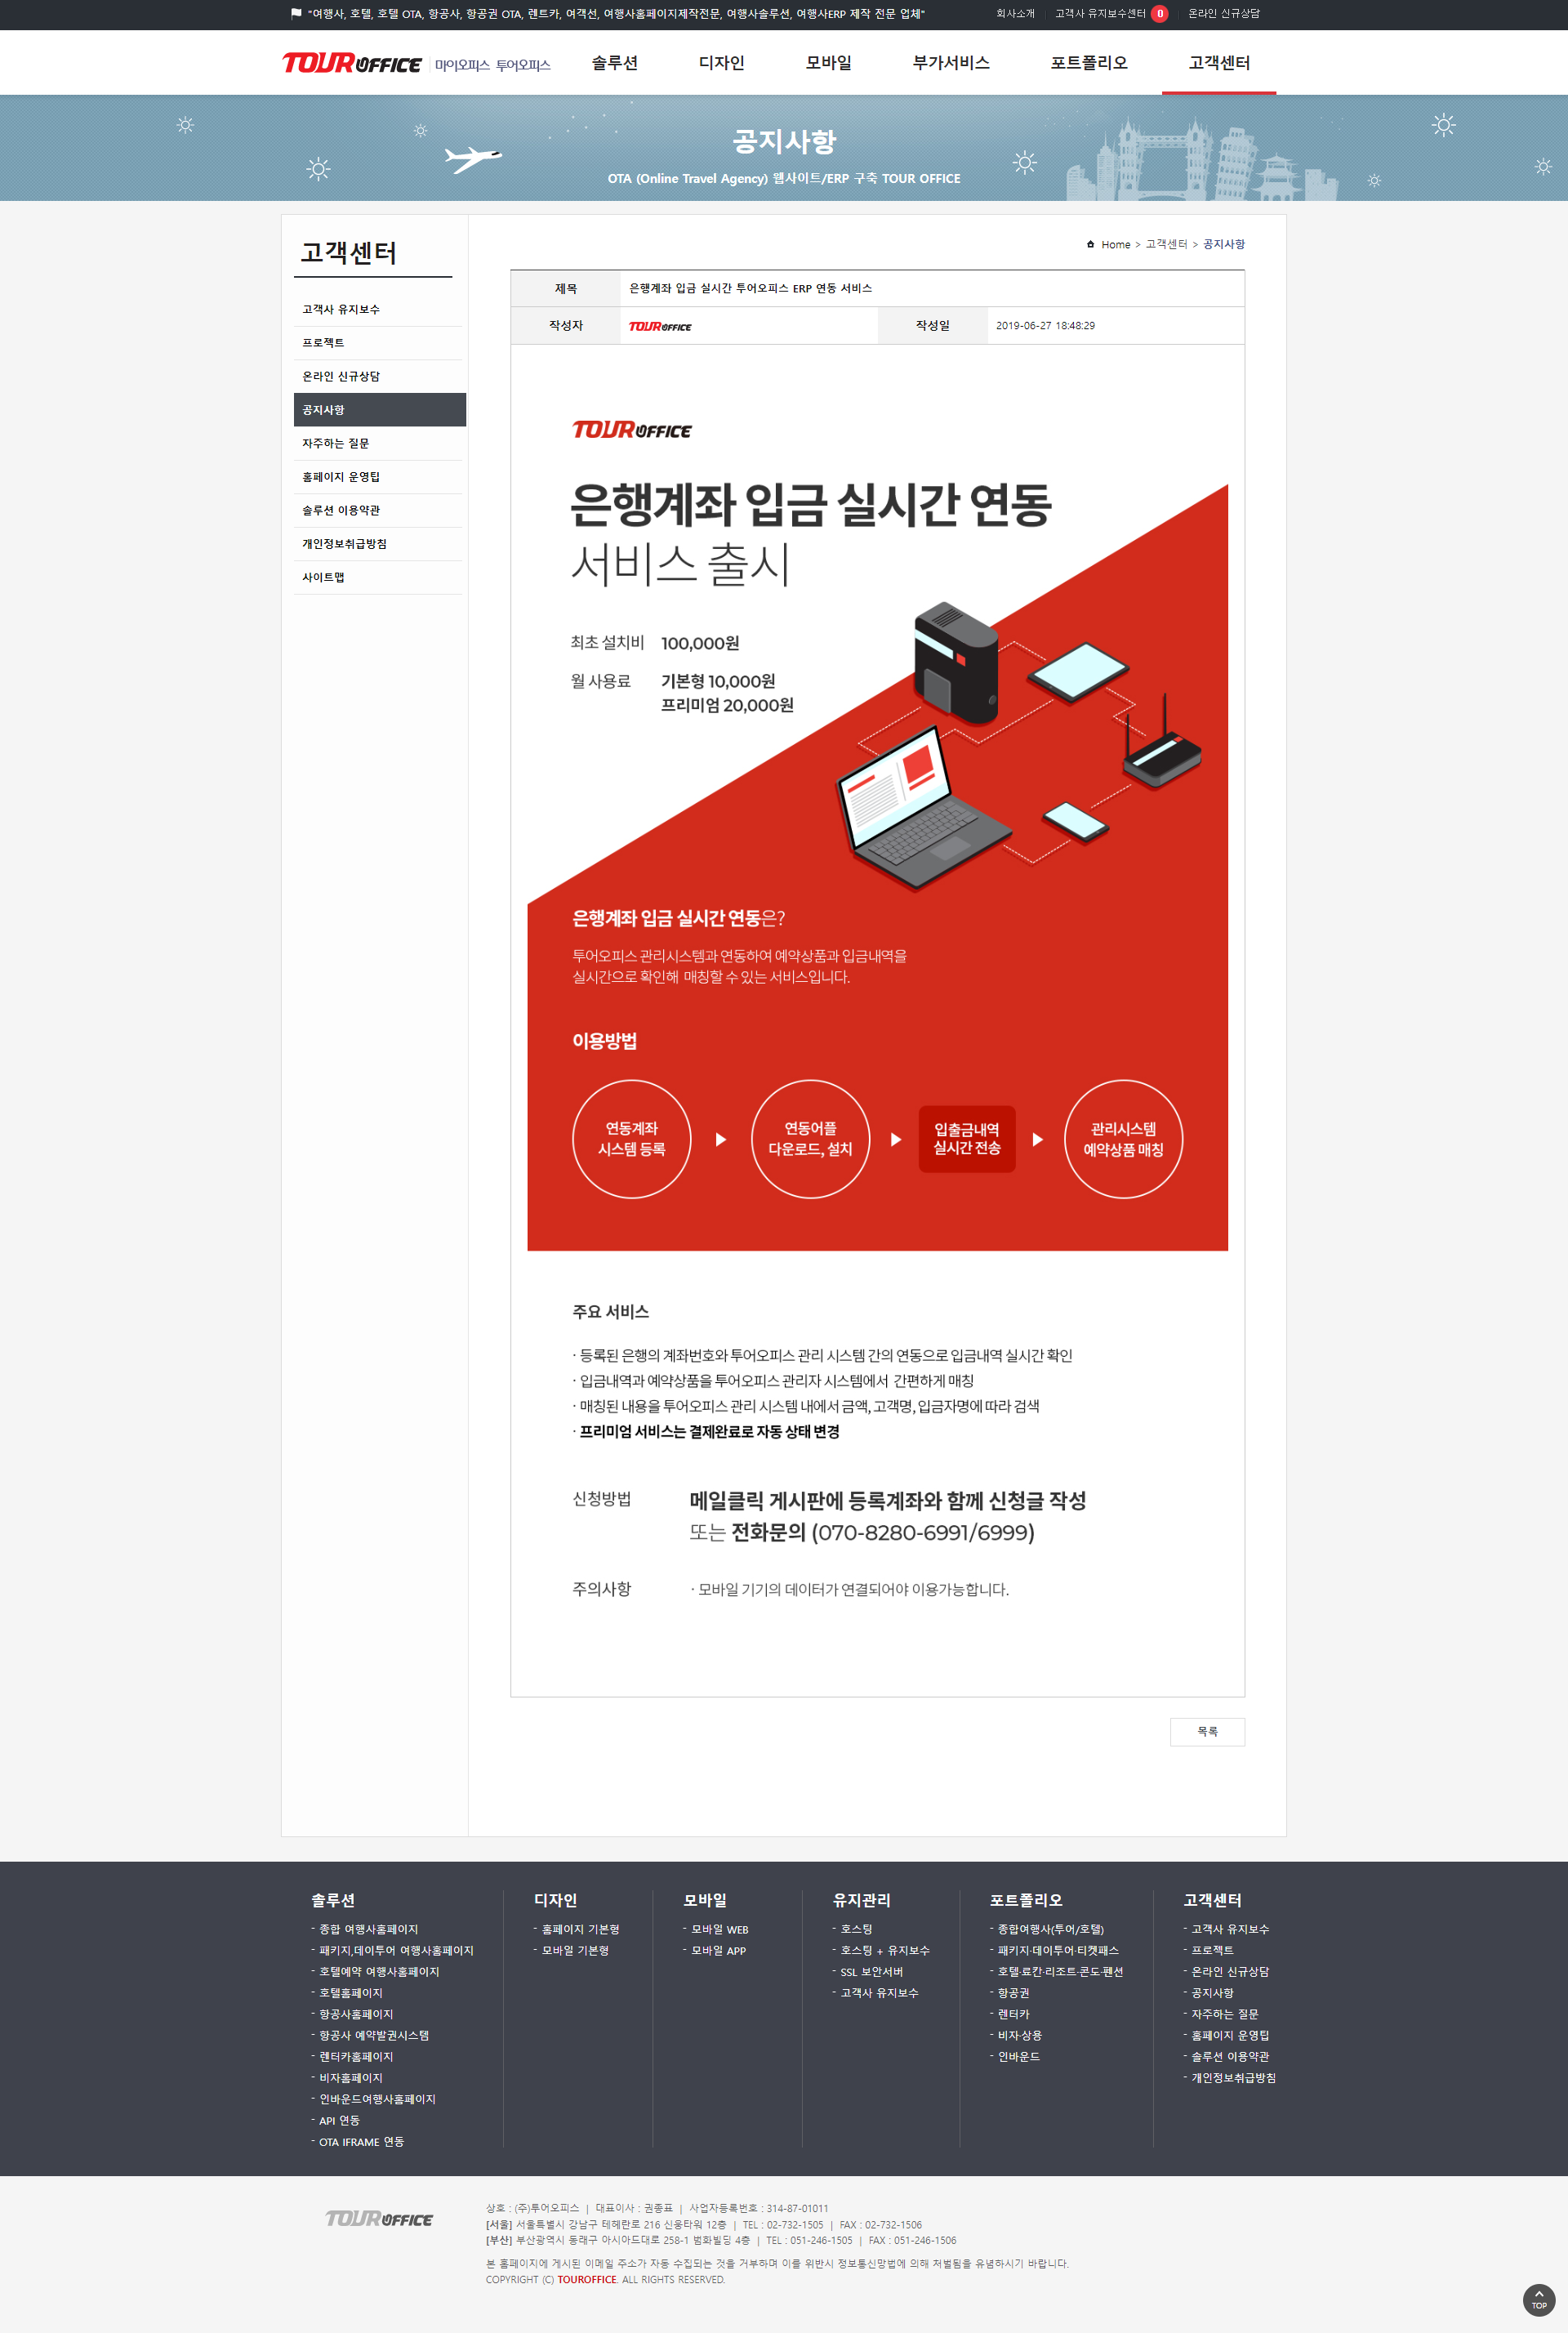 "여행사, 호텔, 호텔 OTA, 항공사, 항공권 OTA, 렌트카, 여객선, 여행사홈페이지제작전문, 여행사솔루션, 여행사ERP 제작 전문 업체"
회사소개 고객사 유지보수센터 0 온라인 신규상담
TOUR OFFICE 마이오피스 투어오피스 솔루션 디자인 모바일 부가서비스 포트폴리오 고객센터
공지사항
OTA (Online Travel Agency) 웹사이트/ERP 구축 TOUR OFFICE
고객센터
고객사 유지보수
프로젝트
온라인 신규상담
공지사항
자주하는 질문
홈페이지 운영팁
솔루션 이용약관
개인정보취급방침
사이트맵
Home > 고객센터 > 공지사항
제목 은행계좌 입금 실시간 투어오피스 ERP 연동 서비스
작성자 TOUR OFFICE 작성일 2019-06-27 18:48:29
TOUR OFFICE
은행계좌 입금 실시간 연동
서비스 출시
최초 설치비 100,000원
월 사용료 기본형 10,000원
프리미엄 20,000원
은행계좌 입금 실시간 연동은?
투어오피스 관리시스템과 연동하여 예약상품과 입금내역을
실시간으로 확인해 매칭할 수 있는 서비스입니다.
이용방법
연동계좌
시스템 등록
연동어플
다운로드, 설치
입출금내역
실시간 전송
관리시스템
예약상품 매칭
주요 서비스
· 등록된 은행의 계좌번호와 투어오피스 관리 시스템 간의 연동으로 입금내역 실시간 확인
· 입금내역과 예약상품을 투어오피스 관리자 시스템에서 간편하게 매칭
· 매칭된 내용을 투어오피스 관리 시스템 내에서 금액, 고객명, 입금자명에 따라 검색
· 프리미엄 서비스는 결제완료로 자동 상태 변경
신청방법 메일클릭 게시판에 등록계좌와 함께 신청글 작성
또는 전화문의 (070-8280-6991/6999)
주의사항 · 모바일 기기의 데이터가 연결되어야 이용가능합니다.
목록
솔루션
- 종합 여행사홈페이지
- 패키지,데이투어 여행사홈페이지
- 호텔예약 여행사홈페이지
- 호텔홈페이지
- 항공사홈페이지
- 항공사 예약발권시스템
- 렌터카홈페이지
- 비자홈페이지
- 인바운드여행사홈페이지
- API 연동
- OTA IFRAME 연동
디자인
- 홈페이지 기본형
- 모바일 기본형
모바일
- 모바일 WEB
- 모바일 APP
유지관리
- 호스팅
- 호스팅 + 유지보수
- SSL 보안서버
- 고객사 유지보수
포트폴리오
- 종합여행사(투어/호텔)
- 패키지·데이투어·티켓패스
- 호텔·료칸·리조트·콘도·펜션
- 항공권
- 렌터카
- 비자·상용
- 인바운드
고객센터
- 고객사 유지보수
- 프로젝트
- 온라인 신규상담
- 공지사항
- 자주하는 질문
- 홈페이지 운영팁
- 솔루션 이용약관
- 개인정보취급방침
TOUR OFFICE
상호 : (주)투어오피스 | 대표이사 : 권종표 | 사업자등록번호 : 314-87-01011
[서울] 서울특별시 강남구 테헤란로 216 신웅타워 12층 | TEL : 02-732-1505 | FAX : 02-732-1506
[부산] 부산광역시 동래구 아시아드대로 258-1 범화빌딩 4층 | TEL : 051-246-1505 | FAX : 051-246-1506
본 홈페이지에 게시된 이메일 주소가 자동 수집되는 것을 거부하며 이를 위반시 정보통신망법에 의해 처벌됨을 유념하시기 바랍니다.
COPYRIGHT (C) TOUROFFICE. ALL RIGHTS RESERVED.
TOP